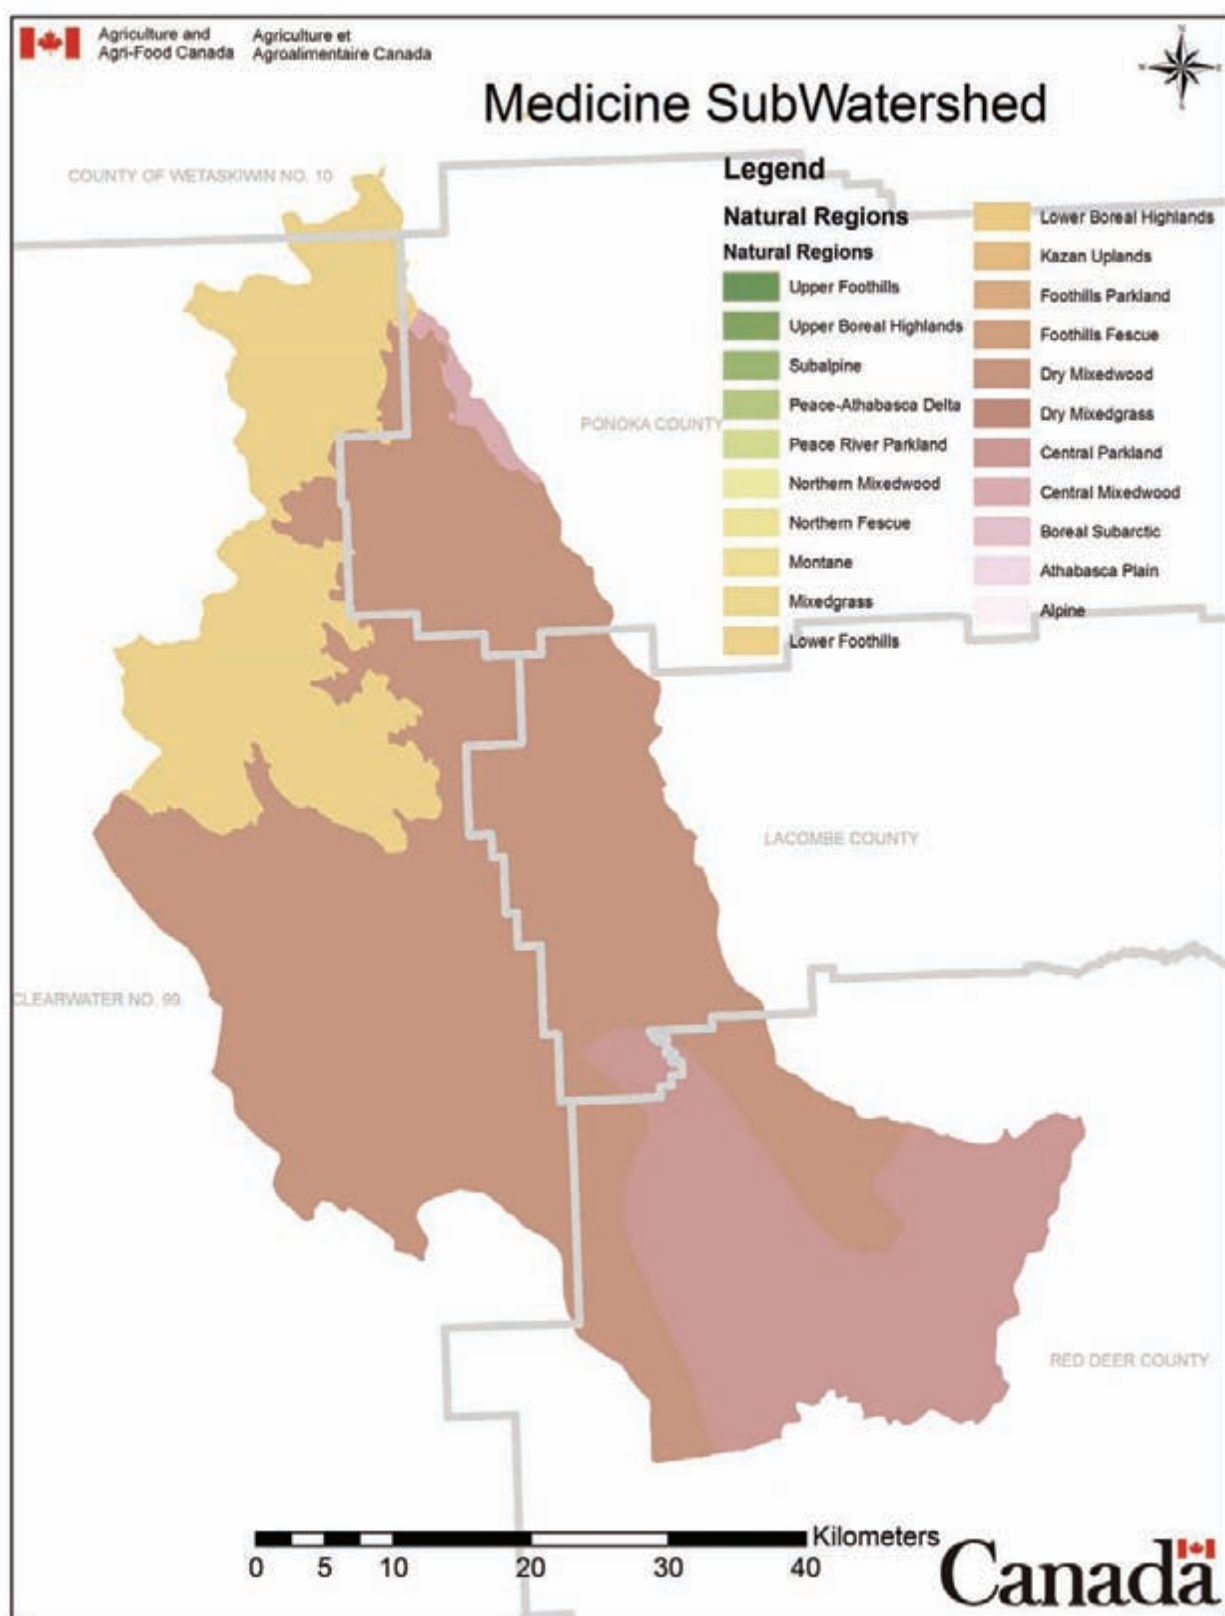 Agriculture and
Agri-Food Canada
Agriculture et
Agroalimentaire Canada
N
Medicine SubWatershed
COUNTY OF WETASKIWIN NO. 10
Legend
Natural Regions
Natural Regions
Upper Foothills
Upper Boreal Highlands
Subalpine
Peace-Athabasca Delta
Peace River Parkland
Northern Mixedwood
Northern Fescue
Montane
Mixedgrass
Lower Foothills
Lower Boreal Highlands
Kazan Uplands
Foothills Parkland
Foothills Fescue
Dry Mixedwood
Dry Mixedgrass
Central Parkland
Central Mixedwood
Boreal Subarctic
Athabasca Plain
Alpine
PONOKA COUNTY
LACOMBE COUNTY
CLEARWATER NO. 99
RED DEER COUNTY
Kilometers
0 5 10 20 30 40
Canada